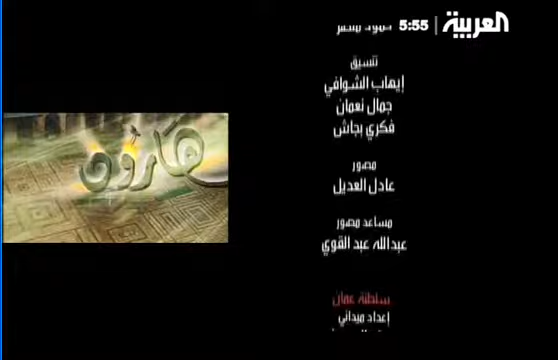 العربية
5:55
تنسيق
إيهاب الشوافي
جمال نعمان
فكري بجاش
مصور
عادل العديل
مساعد مصور
عبدالله عبد القوي
سلطنة عمان
إعداد ميداني
هارون